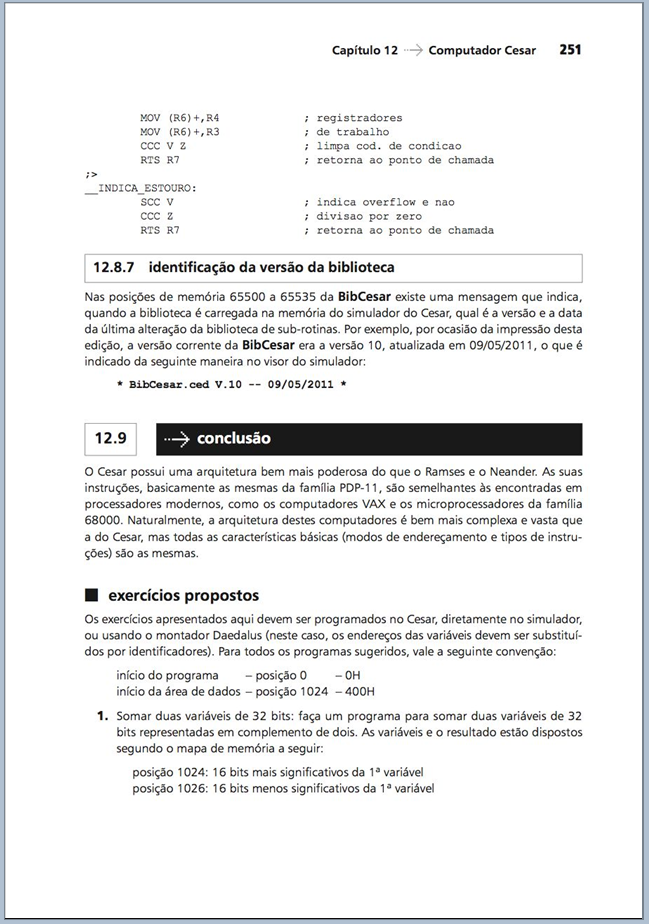 Capítulo 12 ···> Computador Cesar 251
MOV (R6)+,R4 ; registradores
MOV (R6)+,R3 ; de trabalho
CCC V Z ; limpa cod. de condicao
RTS R7 ; retorna ao ponto de chamada
;>
__INDICA_ESTOURO:
SCC V ; indica overflow e nao
CCC Z ; divisao por zero
RTS R7 ; retorna ao ponto de chamada
12.8.7 identificação da versão da biblioteca
Nas posições de memória 65500 a 65535 da BibCesar existe uma mensagem que indica,
quando a biblioteca é carregada na memória do simulador do Cesar, qual é a versão e a data
da última alteração da biblioteca de sub-rotinas. Por exemplo, por ocasião da impressão desta
edição, a versão corrente da BibCesar era a versão 10, atualizada em 09/05/2011, o que é
indicado da seguinte maneira no visor do simulador:
* BibCesar.ced V.10 -- 09/05/2011 *
12.9 ···> conclusão
O Cesar possui uma arquitetura bem mais poderosa do que o Ramses e o Neander. As suas
instruções, basicamente as mesmas da família PDP-11, são semelhantes às encontradas em
processadores modernos, como os computadores VAX e os microprocessadores da família
68000. Naturalmente, a arquitetura destes computadores é bem mais complexa e vasta que
a do Cesar, mas todas as características básicas (modos de endereçamento e tipos de instru-
ções) são as mesmas.
exercícios propostos
Os exercícios apresentados aqui devem ser programados no Cesar, diretamente no simulador,
ou usando o montador Daedalus (neste caso, os endereços das variáveis devem ser substituí-
dos por identificadores). Para todos os programas sugeridos, vale a seguinte convenção:
início do programa – posição 0 – 0H
início da área de dados – posição 1024 – 400H
1. Somar duas variáveis de 32 bits: faça um programa para somar duas variáveis de 32
bits representadas em complemento de dois. As variáveis e o resultado estão dispostos
segundo o mapa de memória a seguir:
posição 1024: 16 bits mais significativos da 1ª variável
posição 1026: 16 bits menos significativos da 1ª variável